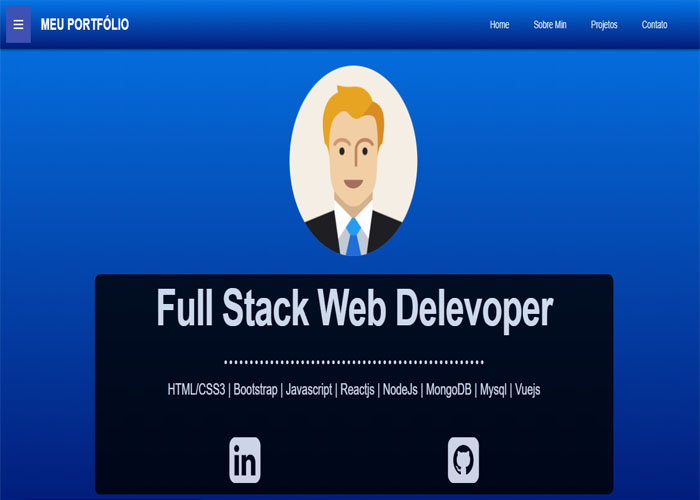 ☰ MEU PORTFÓLIO Home Sobre Min Projetos Contato
Full Stack Web Delevoper
HTML/CSS3 | Bootstrap | Javascript | Reactjs | NodeJs | MongoDB | Mysql | Vuejs
in